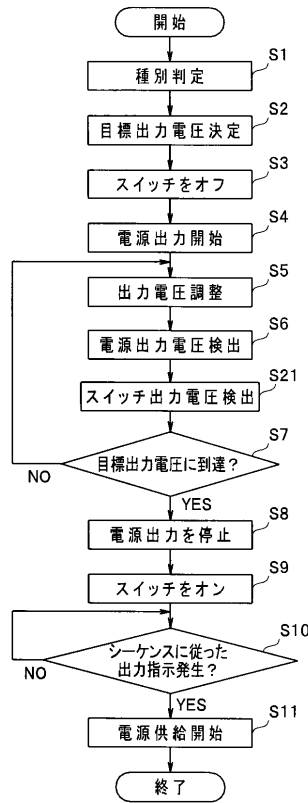 開始
S1
種別判定
S2
目標出力電圧決定
S3
スイッチをオフ
S4
電源出力開始
S5
出力電圧調整
S6
電源出力電圧検出
S21
スイッチ出力電圧検出
S7
目標出力電圧に到達?
NO
YES
S8
電源出力を停止
S9
スイッチをオン
S10
シーケンスに従った
出力指示発生?
NO
YES
S11
電源供給開始
終了